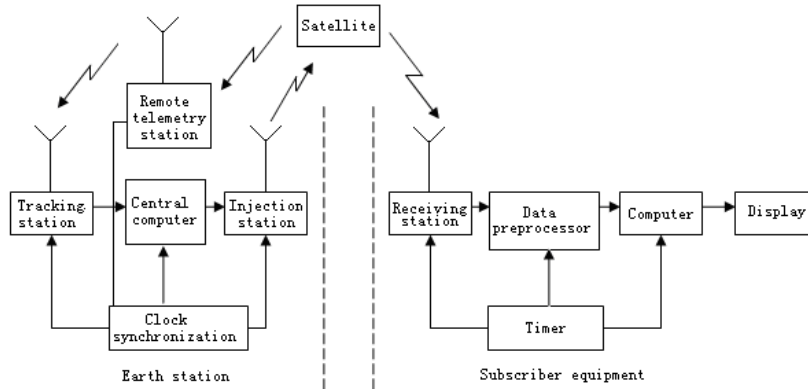 Satellite
Remote
telemetry
station
Tracking
station
Central
computer
Injection
station
Receiving
station
Data
preprocessor
Computer
Display
Clock
synchronization
Timer
Earth station
Subscriber equipment